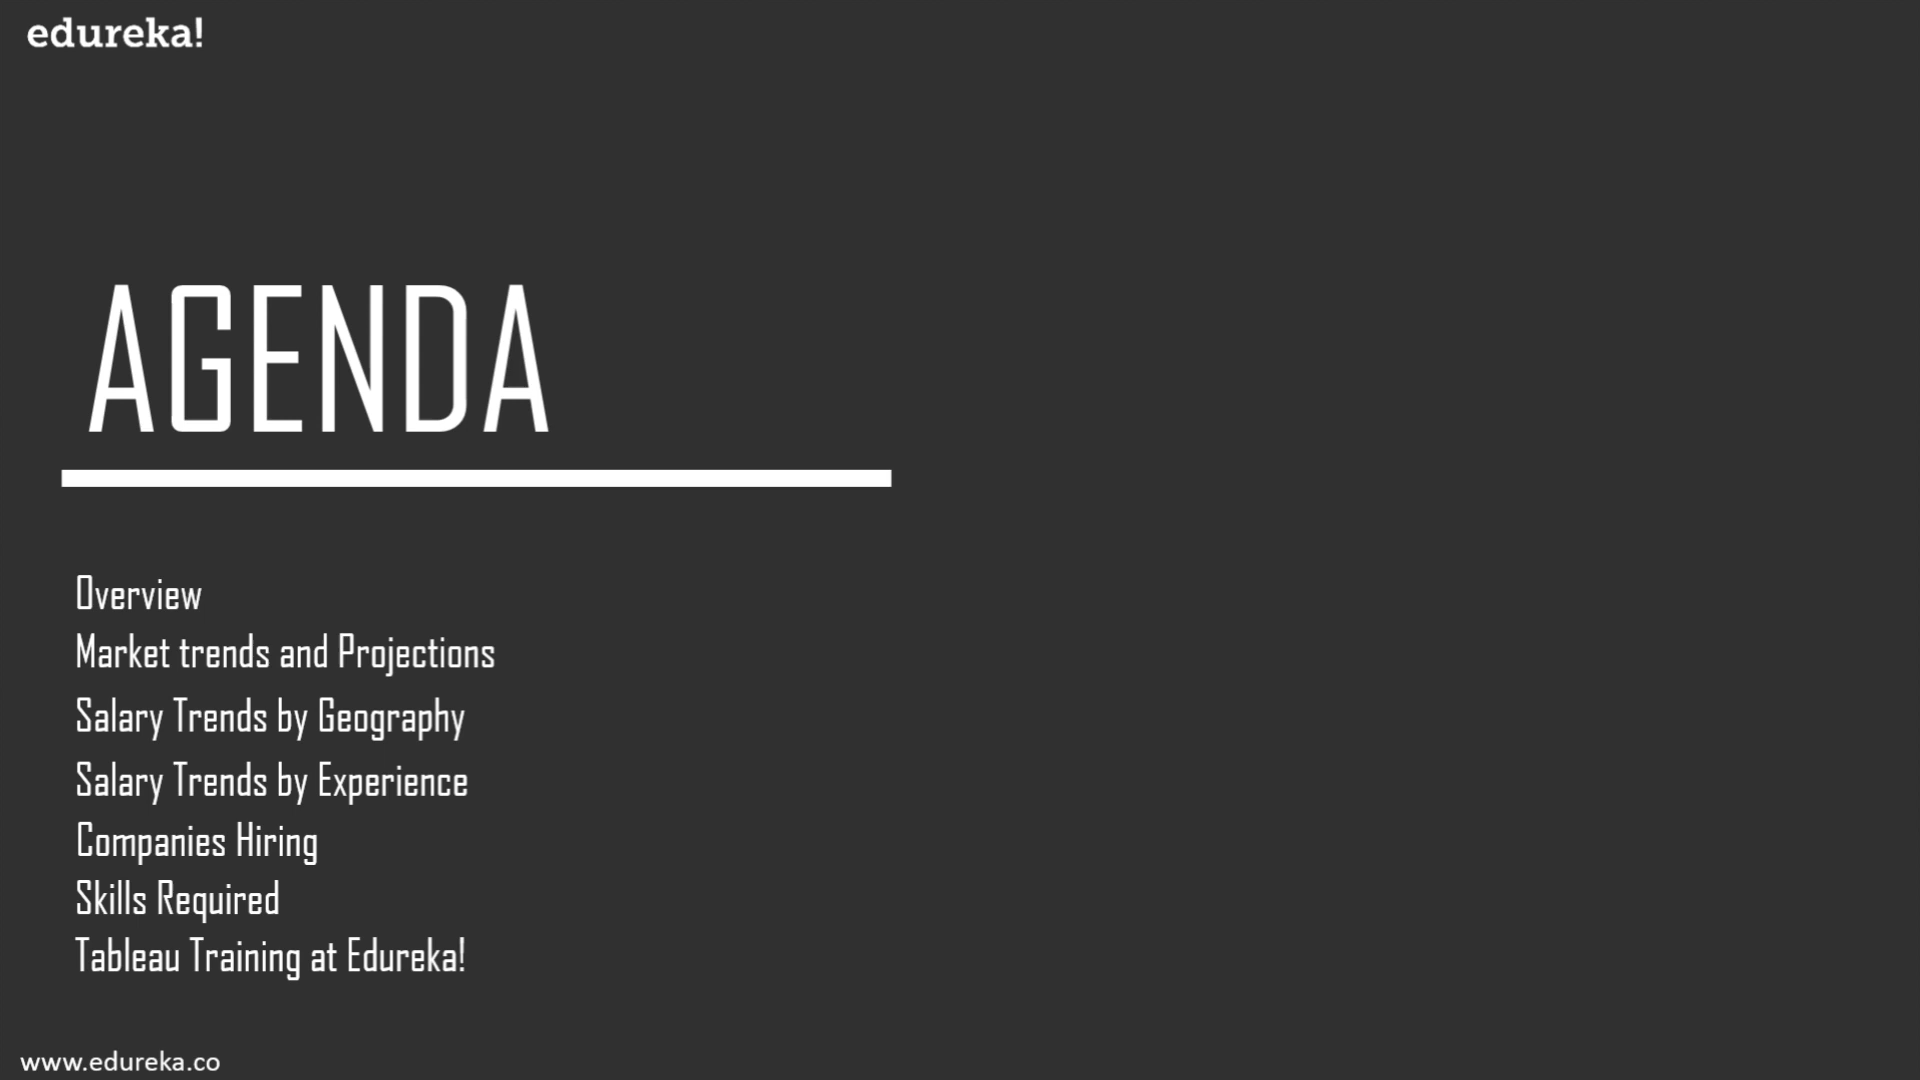 edureka!
AGENDA
Overview
Market trends and Projections
Salary Trends by Geography
Salary Trends by Experience
Companies Hiring
Skills Required
Tableau Training at Edureka!
www.edureka.co